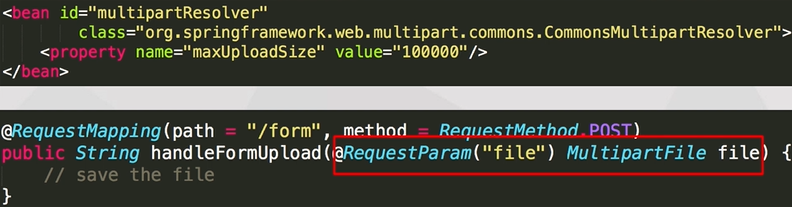 <bean id="multipartResolver"
class="org.springframework.web.multipart.commons.CommonsMultipartResolver">
<property name="maxUploadSize" value="100000"/>
</bean>
@RequestMapping(path = "/form", method = RequestMethod.POST)
public String handleFormUpload(@RequestParam("file") MultipartFile file) {
// save the file
}